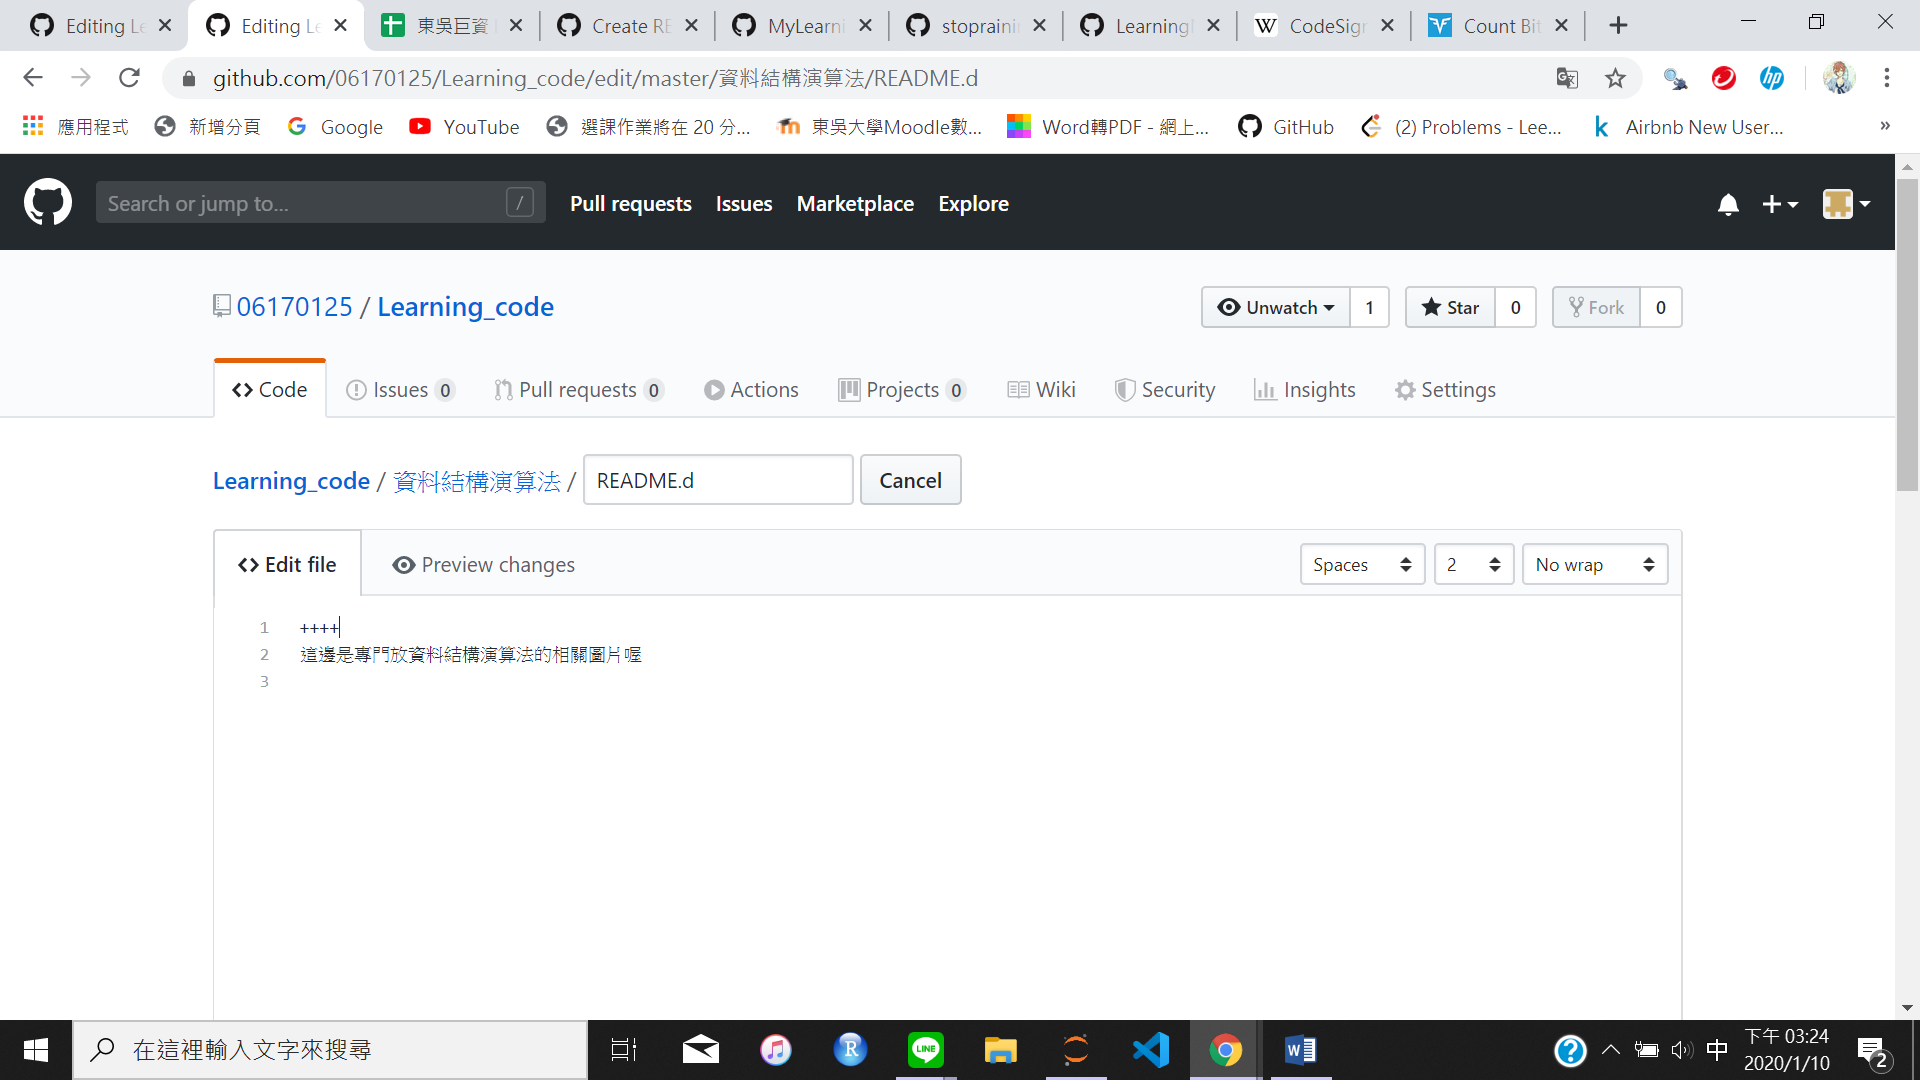 Editing Le
Editing Le
東吳巨資
Create RE
MyLearni
stopraini
Learning
CodeSigr
Count Bit
github.com/06170125/Learning_code/edit/master/資料結構演算法/README.d
應用程式
新增分頁
Google
YouTube
選課作業將在 20 分...
東吳大學Moodle數...
Word轉PDF - 網上...
GitHub
(2) Problems - Lee...
Airbnb New User...
»
Search or jump to... /
Pull requests
Issues
Marketplace
Explore
06170125 / Learning_code
Unwatch 1
Star 0
Fork 0
Code
Issues 0
Pull requests 0
Actions
Projects 0
Wiki
Security
Insights
Settings
Learning_code / 資料結構演算法 / README.d
Cancel
Edit file
Preview changes
Spaces
2
No wrap
1 ++++
2 這邊是專門放資料結構演算法的相關圖片喔
3
在這裡輸入文字來搜尋
中
下午 03:24
2020/1/10
2